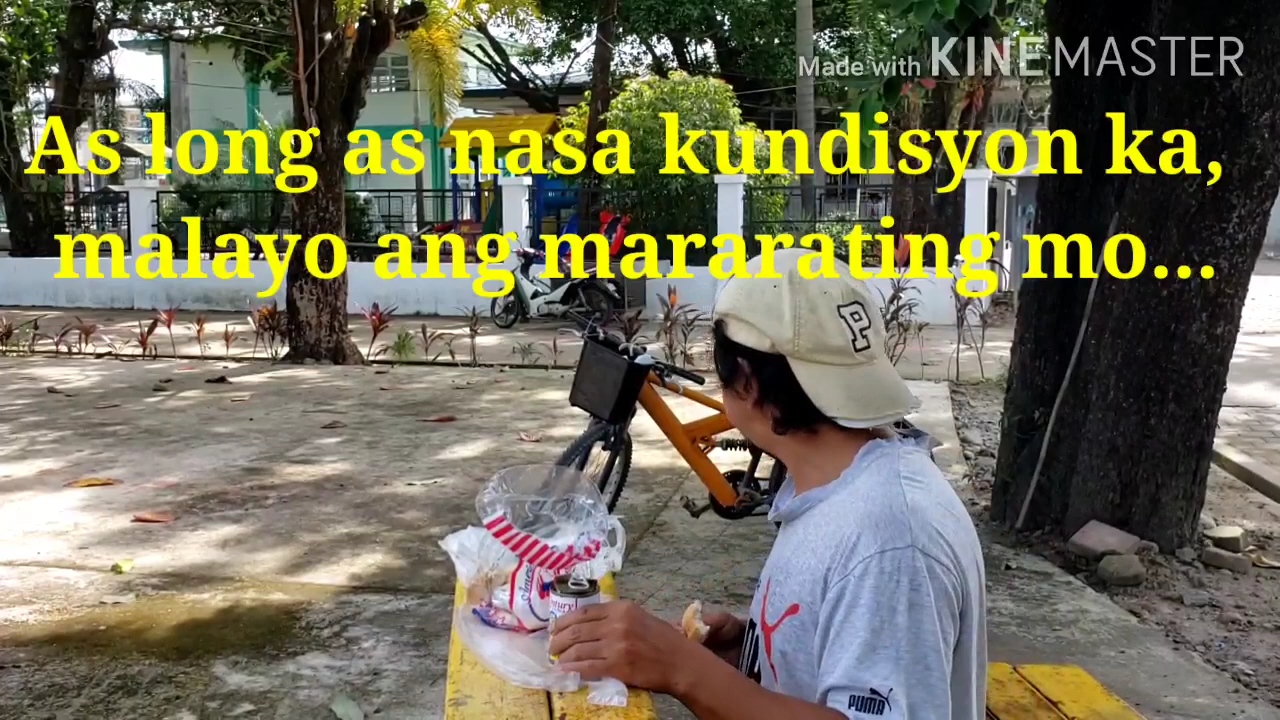 Made with KINEMASTER
As long as nasa kundisyon ka,
malayo ang mararating mo...
P
PUMA